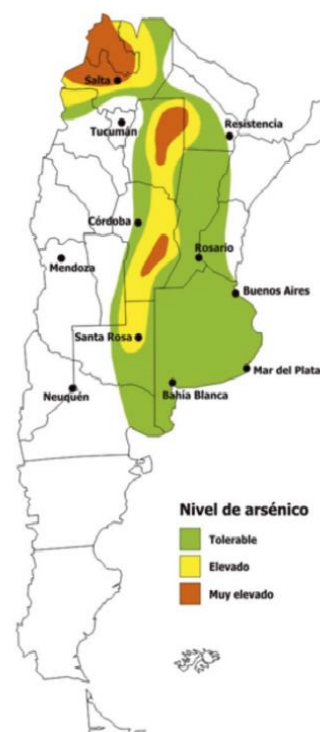 Salta
Tucumán
Resistencia
Córdoba
Rosario
Mendoza
Buenos Aires
Santa Rosa
Mar del Plata
Neuquén
Bahía Blanca
Nivel de arsénico
Tolerable
Elevado
Muy elevado